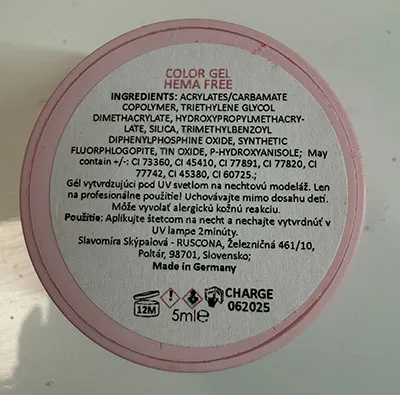 COLOR GEL
HEMA FREE
INGREDIENTS: ACRYLATES/CARBAMATE
COPOLYMER, TRIETHYLENE GLYCOL
DIMETHACRYLATE, HYDROXYPROPYLMETHACRY-
LATE, SILICA, TRIMETHYLBENZOYL
DIPHENYLPHOSPHINE OXIDE, SYNTHETIC
FLUORPHLOGOPITE, TIN OXIDE, P-HYDROXYANISOLE; May
contain +/-: CI 73360, CI 45410, CI 77891, CI 77820, CI
77742, CI 45380, CI 60725.;
Gél vytvrdzujúci pod UV svetlom na nechtovú modeláž. Len
na profesionálne použitie! Uchovávajte mimo dosahu detí.
Môže vyvolať alergickú kožnú reakciu.
Použitie: Aplikujte štetcom na necht a nechajte vytvrdnúť v
UV lampe 2minúty.
Slavomíra Skýpalová - RUSCONA, Železničná 461/10,
Poltár, 98701, Slovensko;
Made in Germany
12M
5ml℮
CHARGE
062025